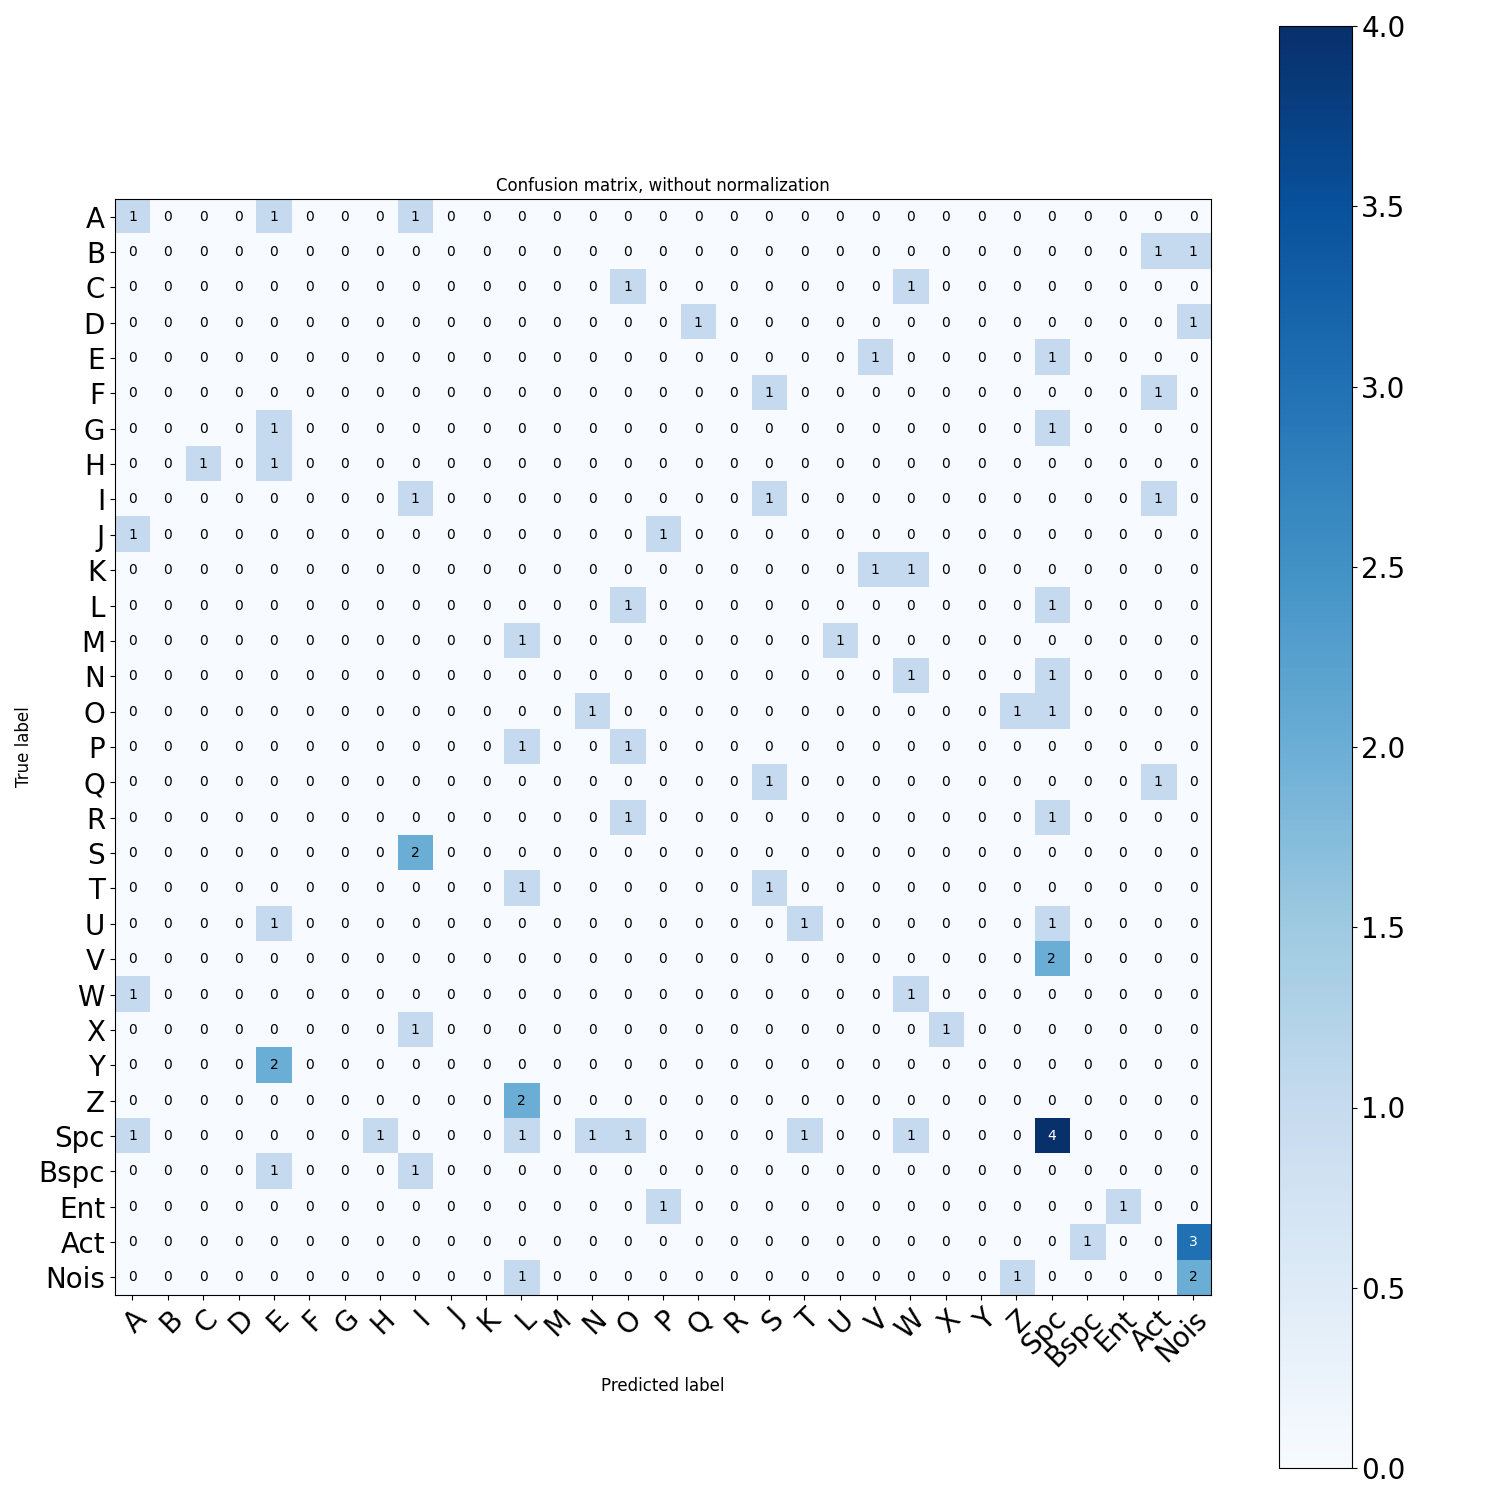 Confusion matrix, without normalization
True label
A 1 0 0 0 1 0 0 0 1 0 0 0 0 0 0 0 0 0 0 0 0 0 0 0 0 0 0 0 0 0 0
B 0 0 0 0 0 0 0 0 0 0 0 0 0 0 0 0 0 0 0 0 0 0 0 0 0 0 0 0 0 1 1
C 0 0 0 0 0 0 0 0 0 0 0 0 0 0 1 0 0 0 0 0 0 0 1 0 0 0 0 0 0 0 0
D 0 0 0 0 0 0 0 0 0 0 0 0 0 0 0 0 1 0 0 0 0 0 0 0 0 0 0 0 0 0 1
E 0 0 0 0 0 0 0 0 0 0 0 0 0 0 0 0 0 0 0 0 0 1 0 0 0 0 1 0 0 0 0
F 0 0 0 0 0 0 0 0 0 0 0 0 0 0 0 0 0 0 1 0 0 0 0 0 0 0 0 0 0 1 0
G 0 0 0 0 1 0 0 0 0 0 0 0 0 0 0 0 0 0 0 0 0 0 0 0 0 0 1 0 0 0 0
H 0 0 1 0 1 0 0 0 0 0 0 0 0 0 0 0 0 0 0 0 0 0 0 0 0 0 0 0 0 0 0
I 0 0 0 0 0 0 0 0 1 0 0 0 0 0 0 0 0 0 1 0 0 0 0 0 0 0 0 0 0 1 0
J 1 0 0 0 0 0 0 0 0 0 0 0 0 0 0 1 0 0 0 0 0 0 0 0 0 0 0 0 0 0 0
K 0 0 0 0 0 0 0 0 0 0 0 0 0 0 0 0 0 0 0 0 0 1 1 0 0 0 0 0 0 0 0
L 0 0 0 0 0 0 0 0 0 0 0 0 0 0 1 0 0 0 0 0 0 0 0 0 0 0 1 0 0 0 0
M 0 0 0 0 0 0 0 0 0 0 0 1 0 0 0 0 0 0 0 0 1 0 0 0 0 0 0 0 0 0 0
N 0 0 0 0 0 0 0 0 0 0 0 0 0 0 0 0 0 0 0 0 0 0 1 0 0 0 1 0 0 0 0
O 0 0 0 0 0 0 0 0 0 0 0 0 0 1 0 0 0 0 0 0 0 0 0 0 0 1 1 0 0 0 0
P 0 0 0 0 0 0 0 0 0 0 0 1 0 0 1 0 0 0 0 0 0 0 0 0 0 0 0 0 0 0 0
Q 0 0 0 0 0 0 0 0 0 0 0 0 0 0 0 0 0 0 1 0 0 0 0 0 0 0 0 0 0 1 0
R 0 0 0 0 0 0 0 0 0 0 0 0 0 0 1 0 0 0 0 0 0 0 0 0 0 0 1 0 0 0 0
S 0 0 0 0 0 0 0 0 2 0 0 0 0 0 0 0 0 0 0 0 0 0 0 0 0 0 0 0 0 0 0
T 0 0 0 0 0 0 0 0 0 0 0 1 0 0 0 0 0 0 1 0 0 0 0 0 0 0 0 0 0 0 0
U 0 0 0 0 1 0 0 0 0 0 0 0 0 0 0 0 0 0 0 1 0 0 0 0 0 0 1 0 0 0 0
V 0 0 0 0 0 0 0 0 0 0 0 0 0 0 0 0 0 0 0 0 0 0 0 0 0 0 2 0 0 0 0
W 1 0 0 0 0 0 0 0 0 0 0 0 0 0 0 0 0 0 0 0 0 0 1 0 0 0 0 0 0 0 0
X 0 0 0 0 0 0 0 0 1 0 0 0 0 0 0 0 0 0 0 0 0 0 0 1 0 0 0 0 0 0 0
Y 0 0 0 0 2 0 0 0 0 0 0 0 0 0 0 0 0 0 0 0 0 0 0 0 0 0 0 0 0 0 0
Z 0 0 0 0 0 0 0 0 0 0 0 2 0 0 0 0 0 0 0 0 0 0 0 0 0 0 0 0 0 0 0
Spc 1 0 0 0 0 0 0 1 0 0 0 1 0 1 1 0 0 0 0 1 0 0 1 0 0 0 4 0 0 0 0
Bspc 0 0 0 0 1 0 0 0 1 0 0 0 0 0 0 0 0 0 0 0 0 0 0 0 0 0 0 0 0 0 0
Ent 0 0 0 0 0 0 0 0 0 0 0 0 0 0 0 1 0 0 0 0 0 0 0 0 0 0 0 0 1 0 0
Act 0 0 0 0 0 0 0 0 0 0 0 0 0 0 0 0 0 0 0 0 0 0 0 0 0 0 0 1 0 0 3
Nois 0 0 0 0 0 0 0 0 0 0 0 1 0 0 0 0 0 0 0 0 0 0 0 0 0 1 0 0 0 0 2
A B C D E F G H I J K L M N O P Q R S T U V W X Y Z Spc Bspc Ent Act Nois
Predicted label
4.0
3.5
3.0
2.5
2.0
1.5
1.0
0.5
0.0